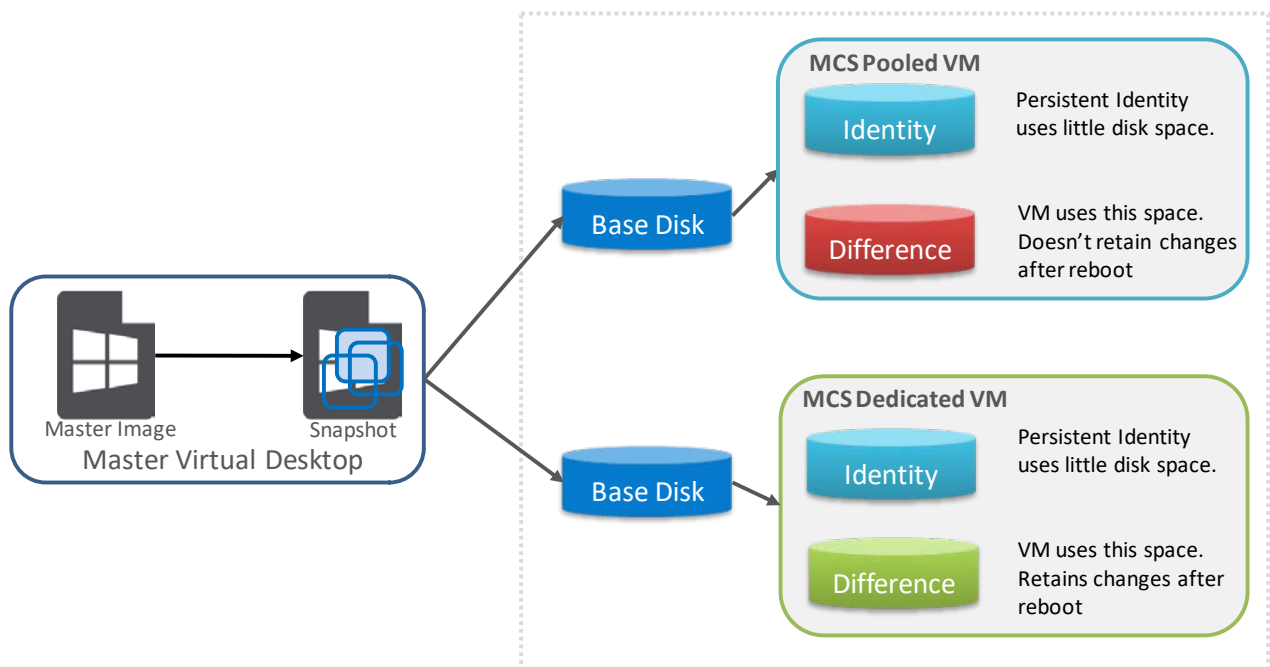 Master Image
Snapshot
Master Virtual Desktop
Base Disk
Base Disk
MCS Pooled VM
Identity
Persistent Identity
uses little disk space.
Difference
VM uses this space.
Doesn’t retain changes
after reboot
MCS Dedicated VM
Identity
Persistent Identity
uses little disk space.
Difference
VM uses this space.
Retains changes after
reboot